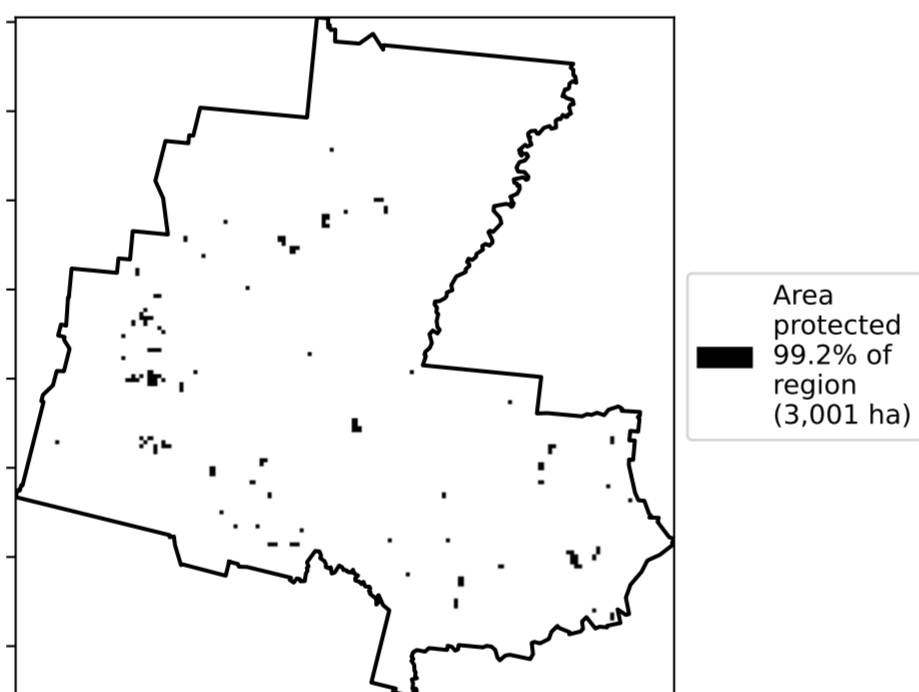 Area
protected
99.2% of
region
(3,001 ha)